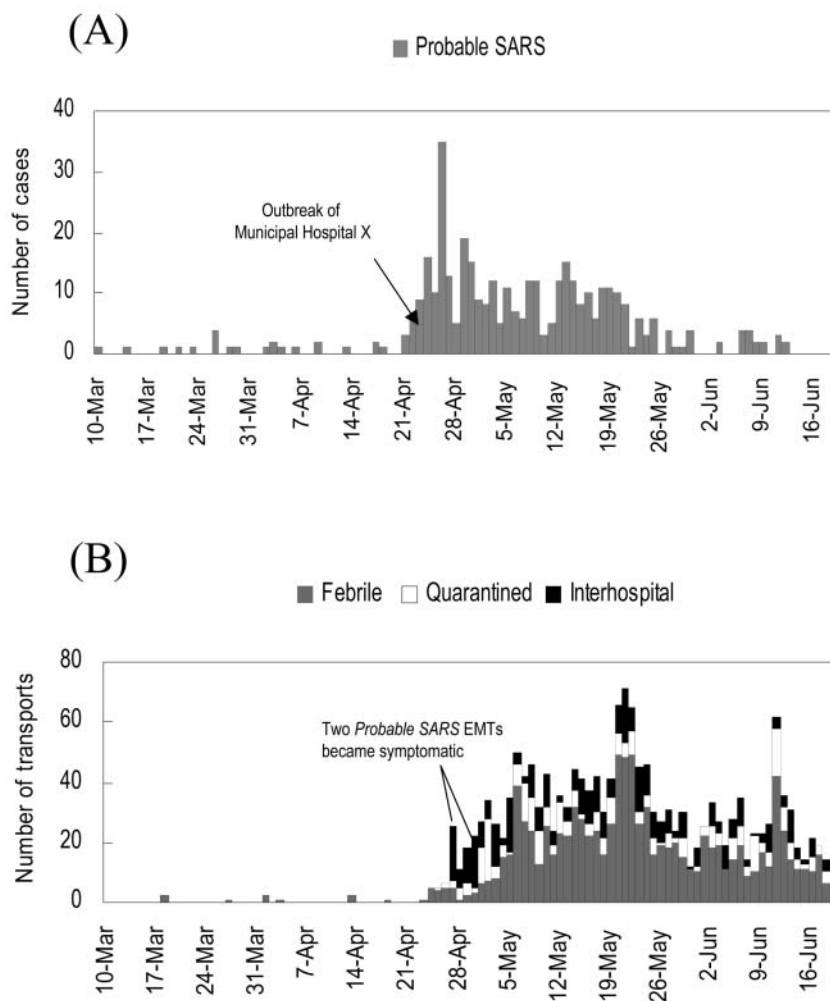 (A)
Probable SARS
Number of cases
40
30
20
10
0
Outbreak of
Municipal Hospital X
10-Mar
17-Mar
24-Mar
31-Mar
7-Apr
14-Apr
21-Apr
28-Apr
5-May
12-May
19-May
26-May
2-Jun
9-Jun
16-Jun
(B)
Febrile Quarantined Interhospital
Number of transports
80
60
40
20
0
Two Probable SARS EMTs
became symptomatic
10-Mar
17-Mar
24-Mar
31-Mar
7-Apr
14-Apr
21-Apr
28-Apr
5-May
12-May
19-May
26-May
2-Jun
9-Jun
16-Jun